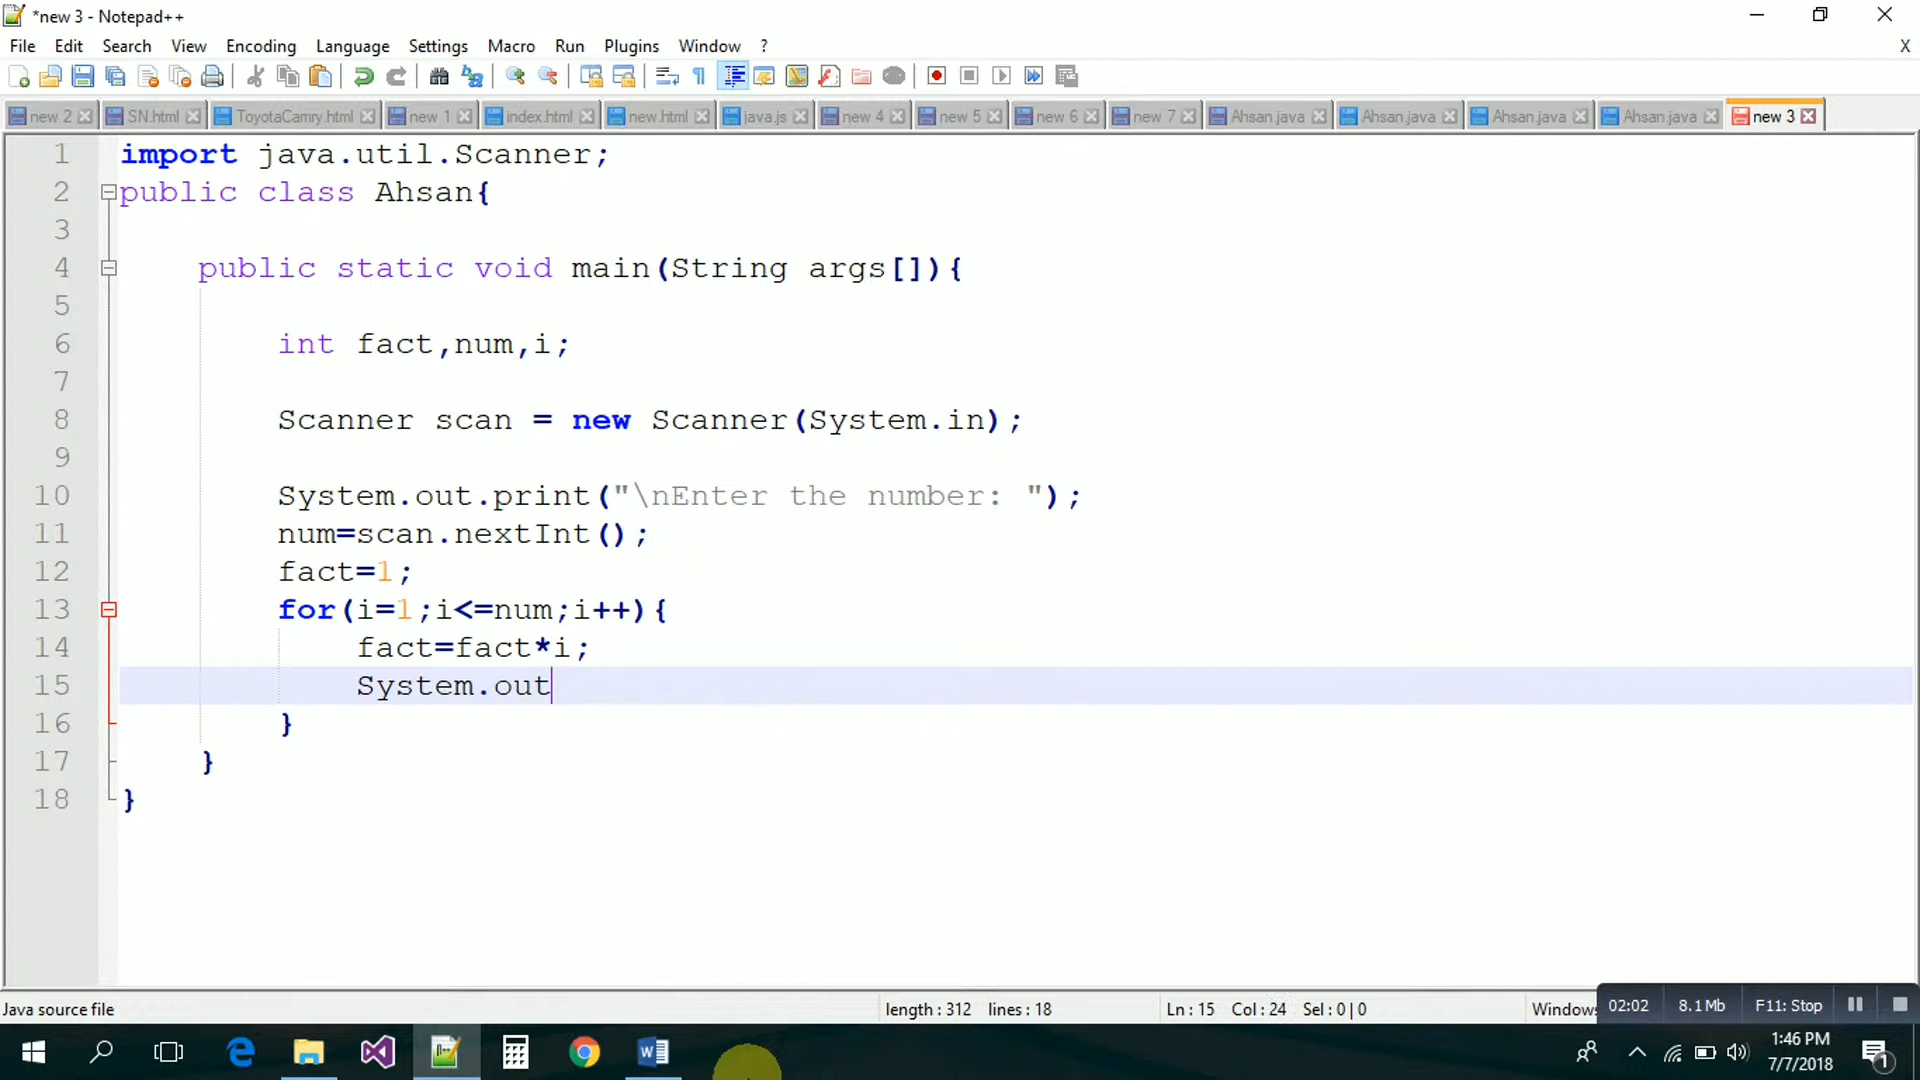 *new 3 - Notepad++
File Edit Search View Encoding Language Settings Macro Run Plugins Window ? X
new 2 SN.html ToyotaCamry.html new 1 index.html new.html java.js new 4 new 5 new 6 new 7 Ahsan.java Ahsan.java Ahsan.java Ahsan.java new 3
1 import java.util.Scanner;
2 public class Ahsan{
3
4 public static void main(String args[]){
5
6 int fact,num,i;
7
8 Scanner scan = new Scanner(System.in);
9
10 System.out.print("\nEnter the number: ");
11 num=scan.nextInt();
12 fact=1;
13 for(i=1;i<=num;i++){
14 fact=fact*i;
15 System.out
16 }
17 }
18 }
Java source file length : 312 lines : 18 Ln : 15 Col : 24 Sel : 0 | 0 Windows 02:02 8.1 Mb F11: Stop
1:46 PM
7/7/2018
1